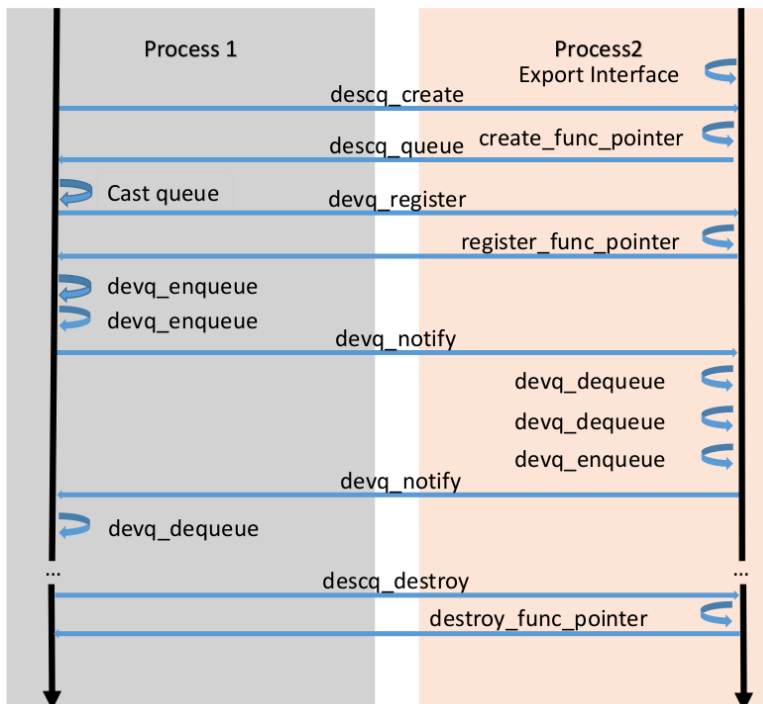 Process 1
Process2
Export Interface
descq_create
create_func_pointer
descq_queue
Cast queue
devq_register
register_func_pointer
devq_enqueue
devq_enqueue
devq_notify
devq_dequeue
devq_dequeue
devq_enqueue
devq_notify
devq_dequeue
... ...
descq_destroy
destroy_func_pointer